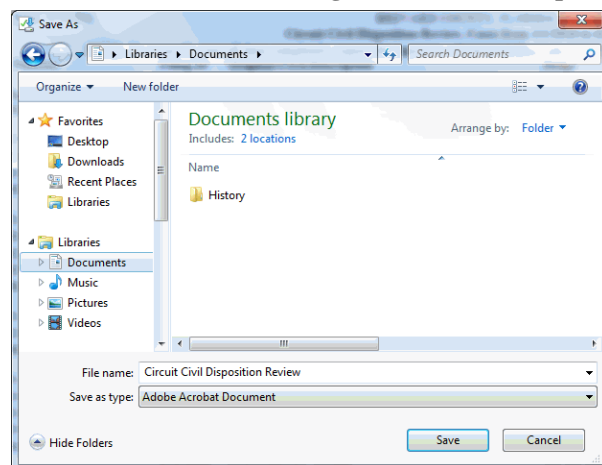 Save As
Libraries
Documents
Search Documents
Organize
New folder
Favorites
Desktop
Downloads
Recent Places
Libraries
Libraries
Documents
Music
Pictures
Videos
Documents library
Includes: 2 locations
Arrange by: Folder
Name
History
File name: Circuit Civil Disposition Review
Save as type: Adobe Acrobat Document
Hide Folders
Save
Cancel